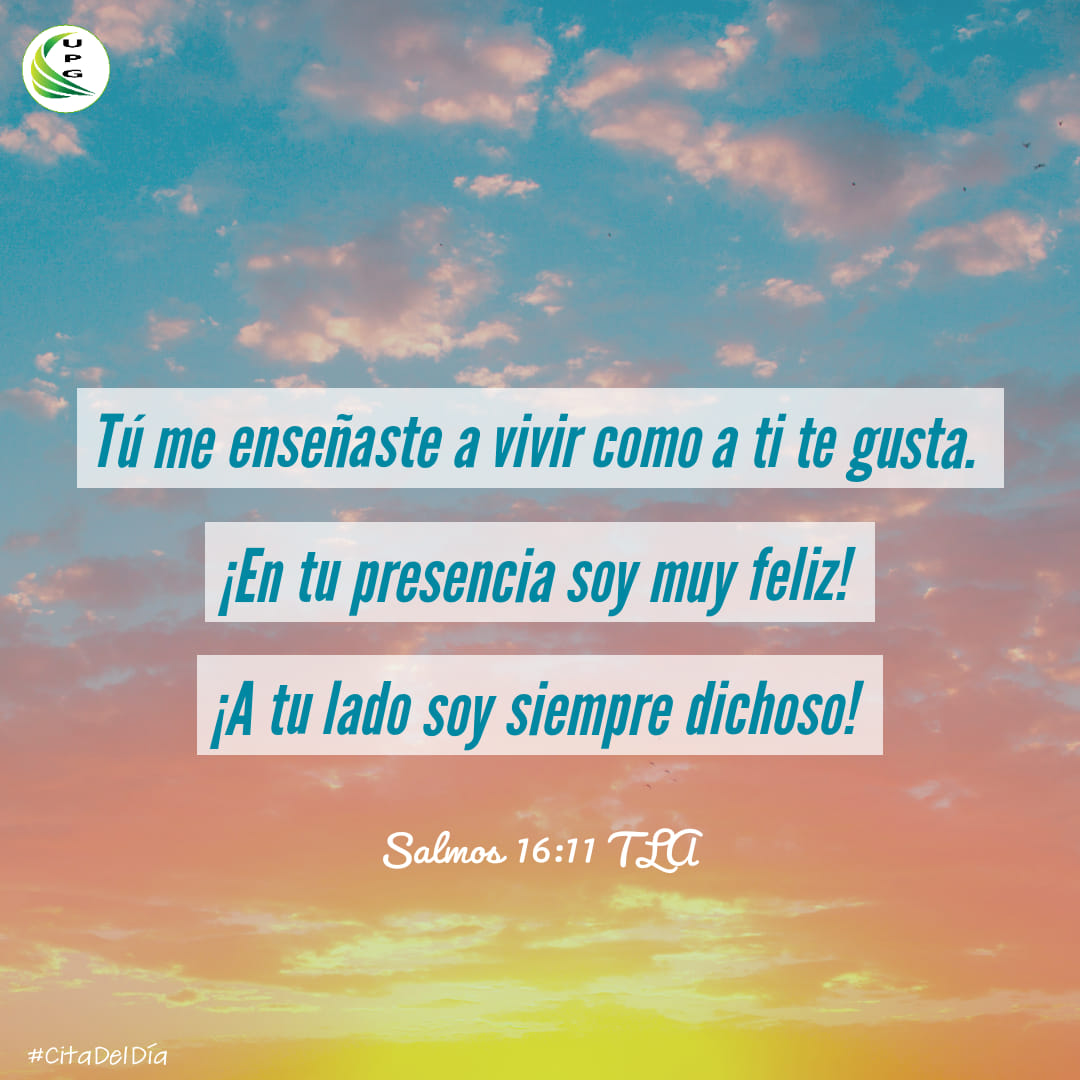 UPG
Tú me enseñaste a vivir como a ti te gusta.
¡En tu presencia soy muy feliz!
¡A tu lado soy siempre dichoso!
Salmos 16:11 TLA
#CitaDelDía